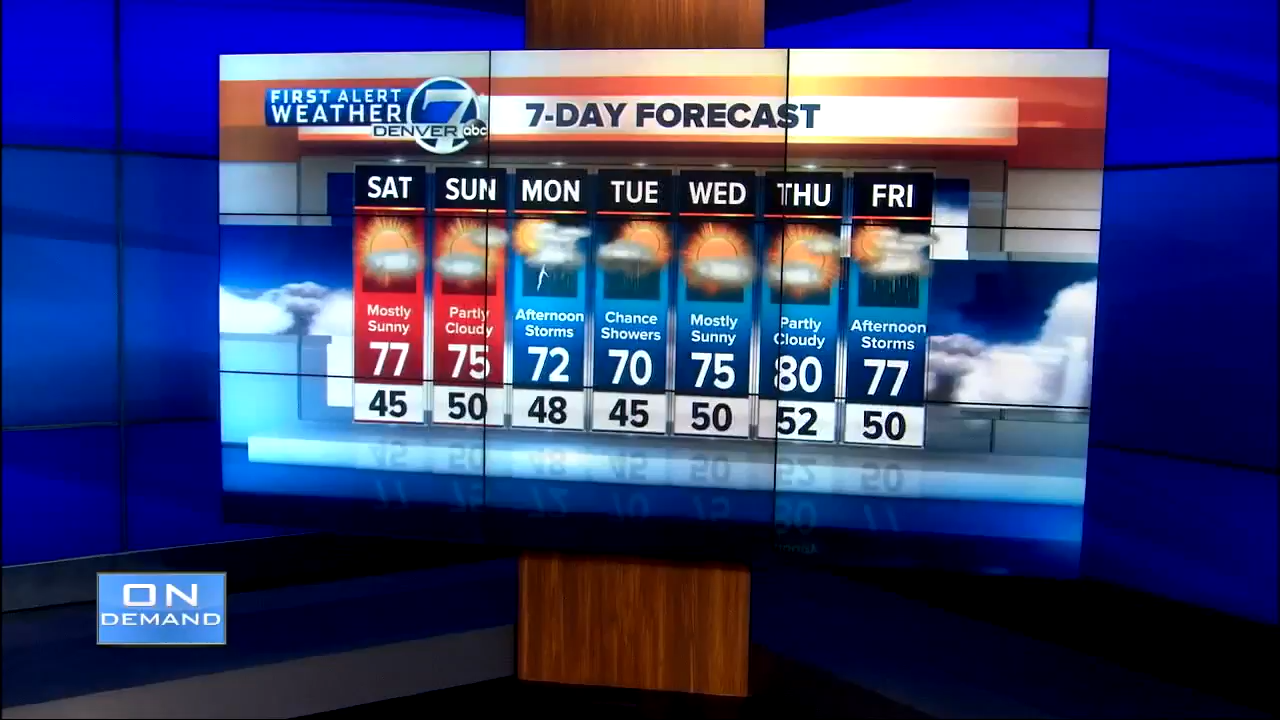 FIRST ALERT
WEATHER
DENVER 7 abc
7-DAY FORECAST
SAT SUN MON TUE WED THU FRI
Mostly Sunny
Partly Cloudy
Afternoon Storms
Chance Showers
Mostly Sunny
Partly Cloudy
Afternoon Storms
77 75 72 70 75 80 77
45 50 48 45 50 52 50
ON
DEMAND